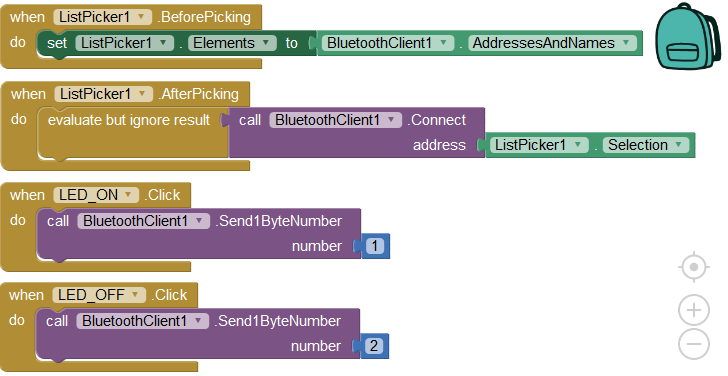 when ListPicker1 .BeforePicking
do set ListPicker1 . Elements to BluetoothClient1 . AddressesAndNames
when ListPicker1 .AfterPicking
do evaluate but ignore result call BluetoothClient1 .Connect
address ListPicker1 . Selection
when LED_ON .Click
do call BluetoothClient1 .Send1ByteNumber
number 1
when LED_OFF .Click
do call BluetoothClient1 .Send1ByteNumber
number 2